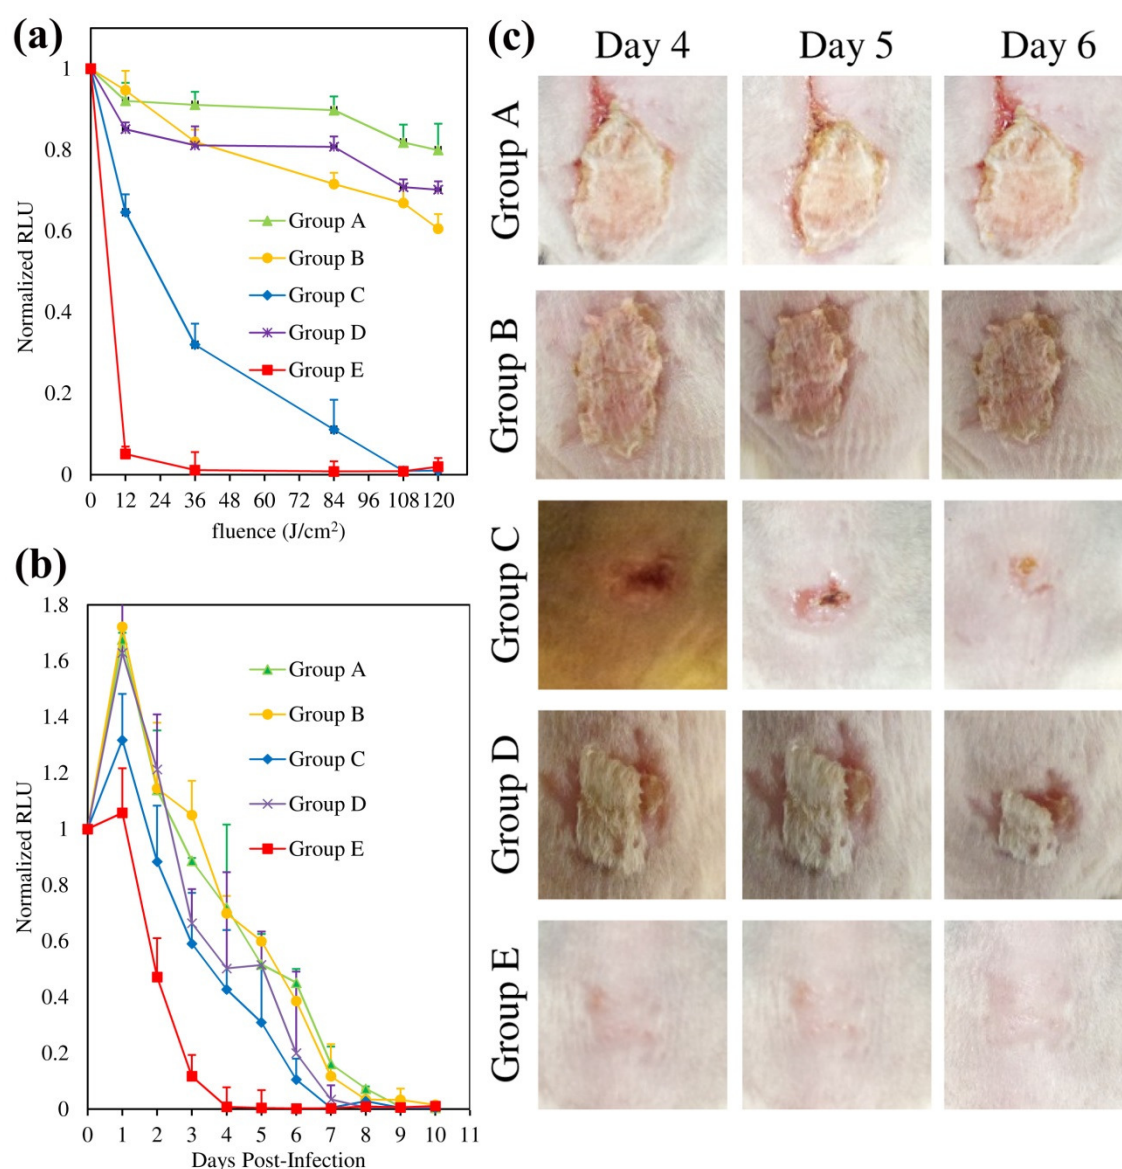 (a)
1
0.8
0.6
0.4
0.2
0
Normalized RLU
Group A
Group B
Group C
Group D
Group E
0 12 24 36 48 60 72 84 96 108 120
fluence (J/cm²)
(b)
1.8
1.6
1.4
1.2
1
0.8
0.6
0.4
0.2
0
Normalized RLU
Group A
Group B
Group C
Group D
Group E
0 1 2 3 4 5 6 7 8 9 10 11
Days Post-Infection
(c)
Day 4 Day 5 Day 6
Group A
Group B
Group C
Group D
Group E